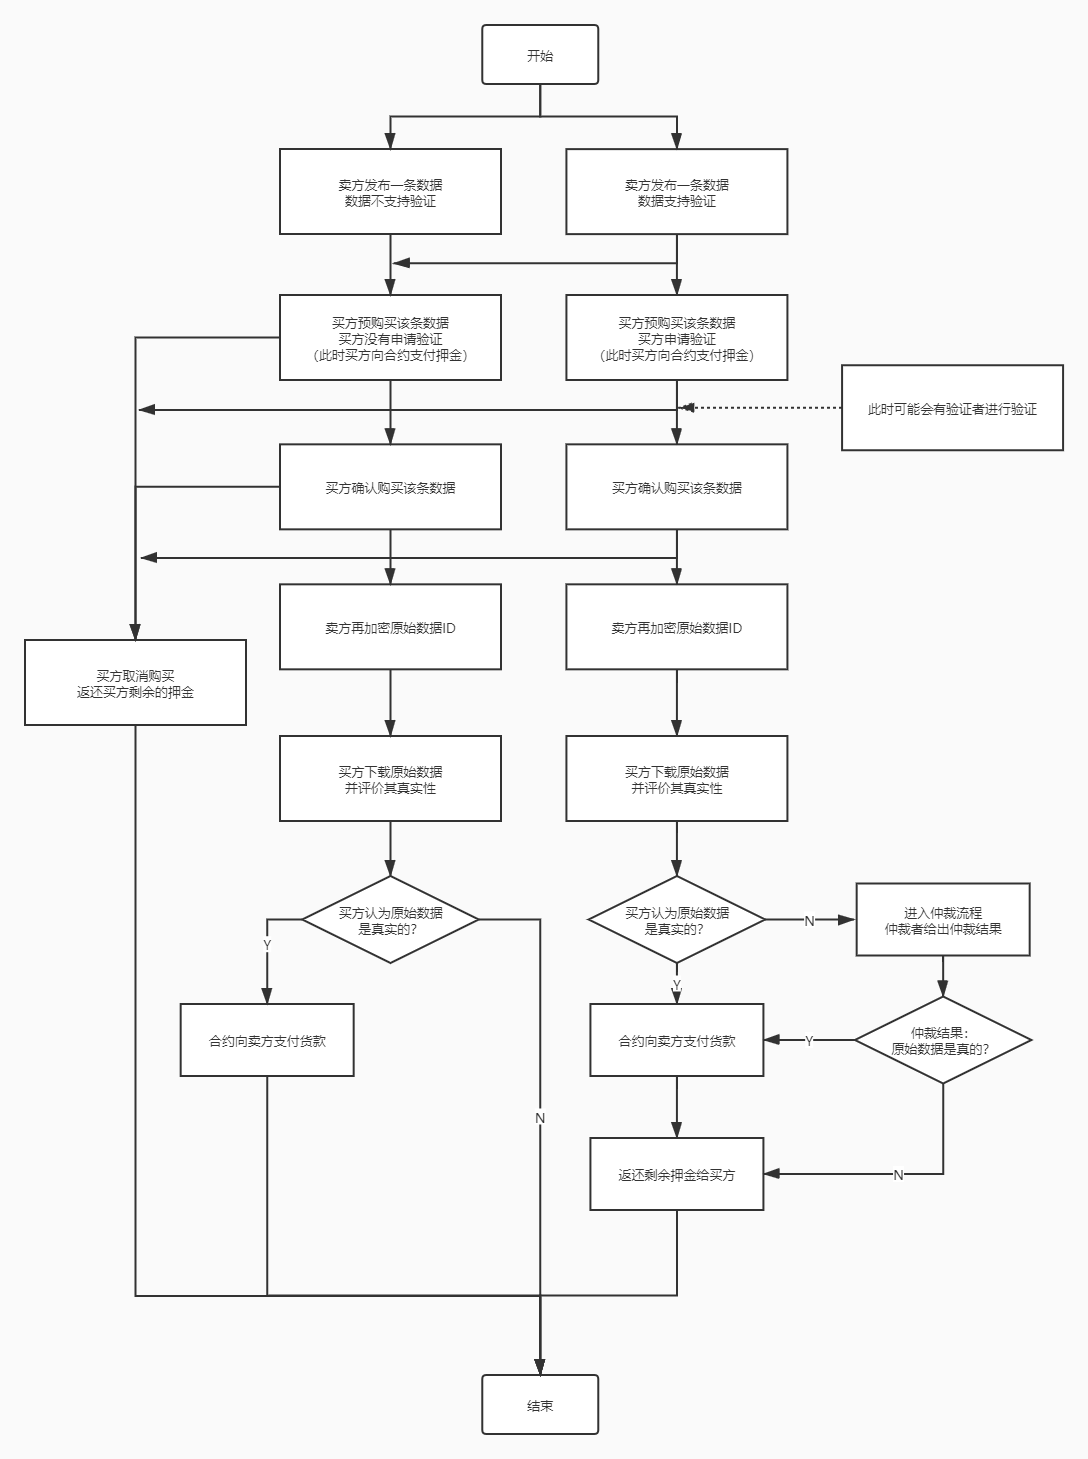 开始
卖方发布一条数据
数据不支持验证
卖方发布一条数据
数据支持验证
买方预购买该条数据
买方没有申请验证
（此时买方向合约支付押金）
买方预购买该条数据
买方申请验证
（此时买方向合约支付押金）
此时可能会有验证者进行验证
买方确认购买该条数据
买方确认购买该条数据
卖方再加密原始数据ID
卖方再加密原始数据ID
买方取消购买
返还买方剩余的押金
买方下载原始数据
并评价其真实性
买方下载原始数据
并评价其真实性
买方认为原始数据
是真实的？
买方认为原始数据
是真实的？
N
进入仲裁流程
仲裁者给出仲裁结果
Y
Y
合约向卖方支付货款
合约向卖方支付货款
Y
仲裁结果：
原始数据是真的？
N
返还剩余押金给买方
N
结束